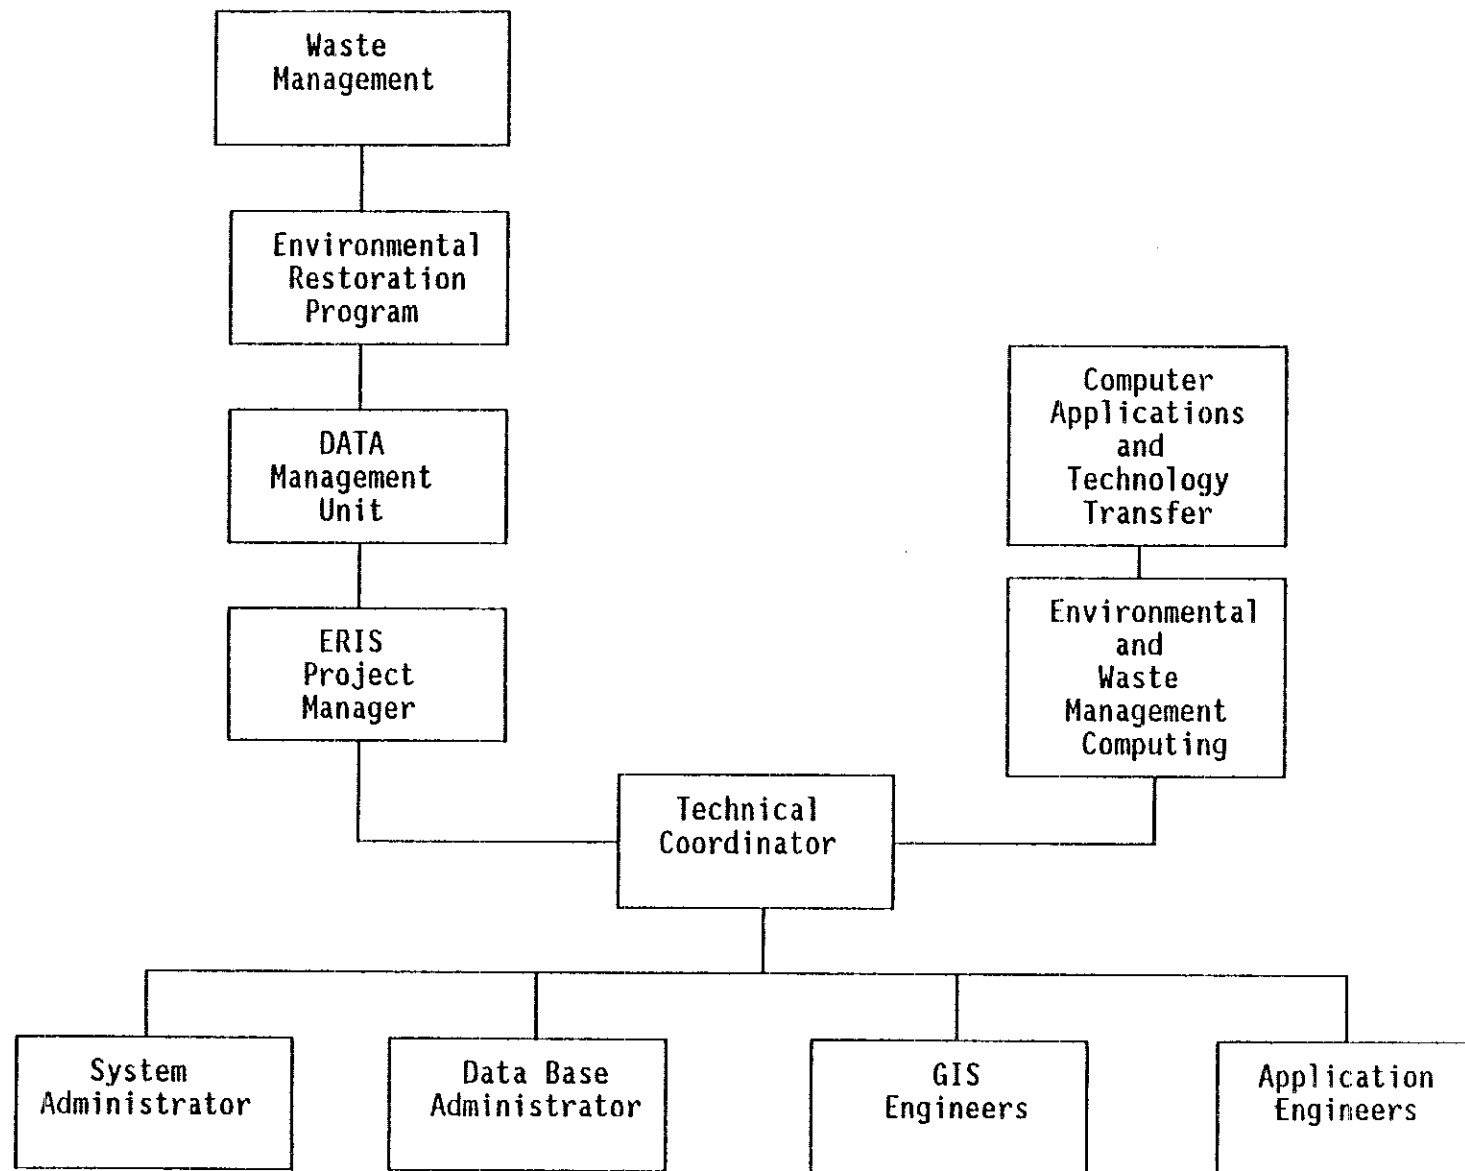 Waste
Management
Environmental
Restoration
Program
DATA
Management
Unit
ERIS
Project
Manager
Computer
Applications
and
Technology
Transfer
Environmental
and
Waste
Management
Computing
Technical
Coordinator
System
Administrator
Data Base
Administrator
GIS
Engineers
Application
Engineers